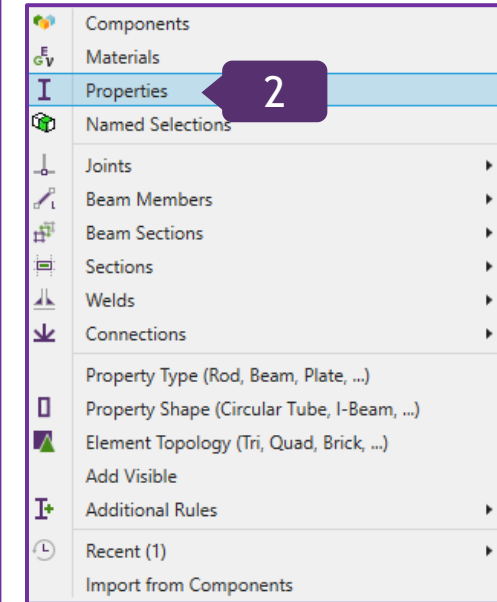 Components
Materials
Properties
2
Named Selections
Joints
Beam Members
Beam Sections
Sections
Welds
Connections
Property Type (Rod, Beam, Plate, ...)
Property Shape (Circular Tube, I-Beam, ...)
Element Topology (Tri, Quad, Brick, ...)
Add Visible
Additional Rules
Recent (1)
Import from Components